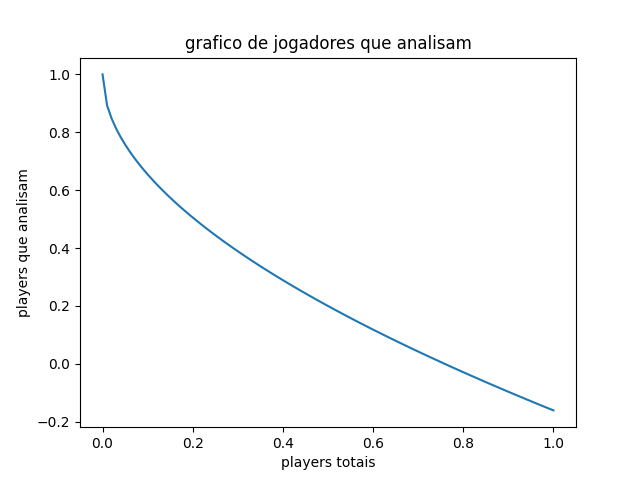 grafico de jogadores que analisam
1.0
0.8
0.6
0.4
0.2
0.0
−0.2
players que analisam
0.0 0.2 0.4 0.6 0.8 1.0
players totais